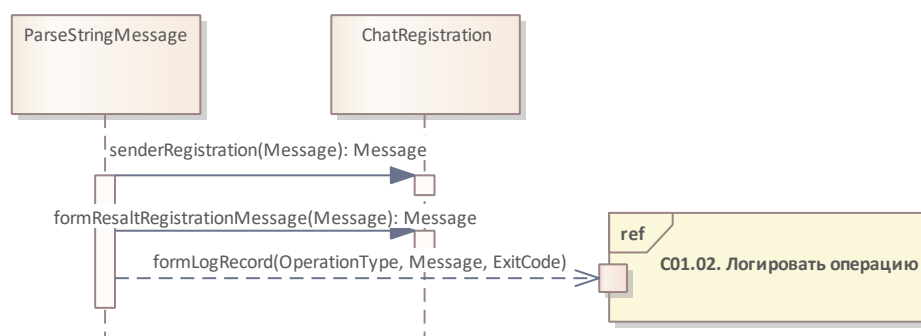 ParseStringMessage
ChatRegistration
senderRegistration(Message): Message
formResaltRegistrationMessage(Message): Message
formLogRecord(OperationType, Message, ExitCode)
ref
C01.02. Логировать операцию